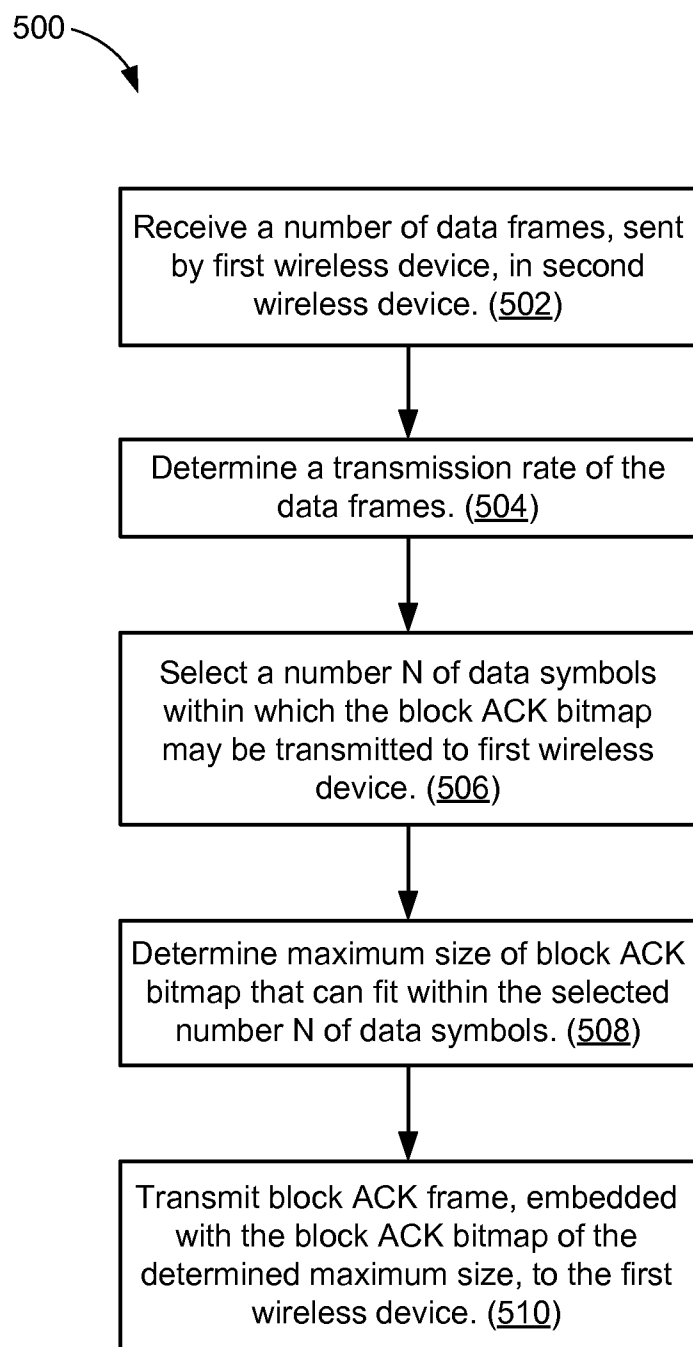 500
Receive a number of data frames, sent
by first wireless device, in second
wireless device. (502)
Determine a transmission rate of the
data frames. (504)
Select a number N of data symbols
within which the block ACK bitmap
may be transmitted to first wireless
device. (506)
Determine maximum size of block ACK
bitmap that can fit within the selected
number N of data symbols. (508)
Transmit block ACK frame, embedded
with the block ACK bitmap of the
determined maximum size, to the first
wireless device. (510)